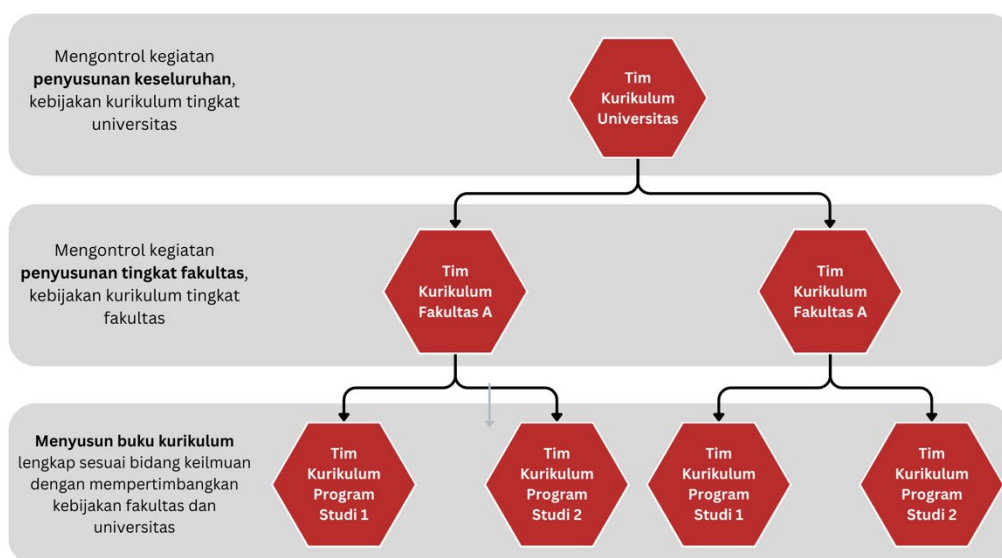 Mengontrol kegiatan
penyusunan keseluruhan,
kebijakan kurikulum tingkat
universitas
Tim
Kurikulum
Universitas
Mengontrol kegiatan
penyusunan tingkat fakultas,
kebijakan kurikulum tingkat
fakultas
Tim
Kurikulum
Fakultas A
Tim
Kurikulum
Fakultas A
Menyusun buku kurikulum
lengkap sesuai bidang keilmuan
dengan mempertimbangkan
kebijakan fakultas dan
universitas
Tim
Kurikulum
Program
Studi 1
Tim
Kurikulum
Program
Studi 2
Tim
Kurikulum
Program
Studi 1
Tim
Kurikulum
Program
Studi 2